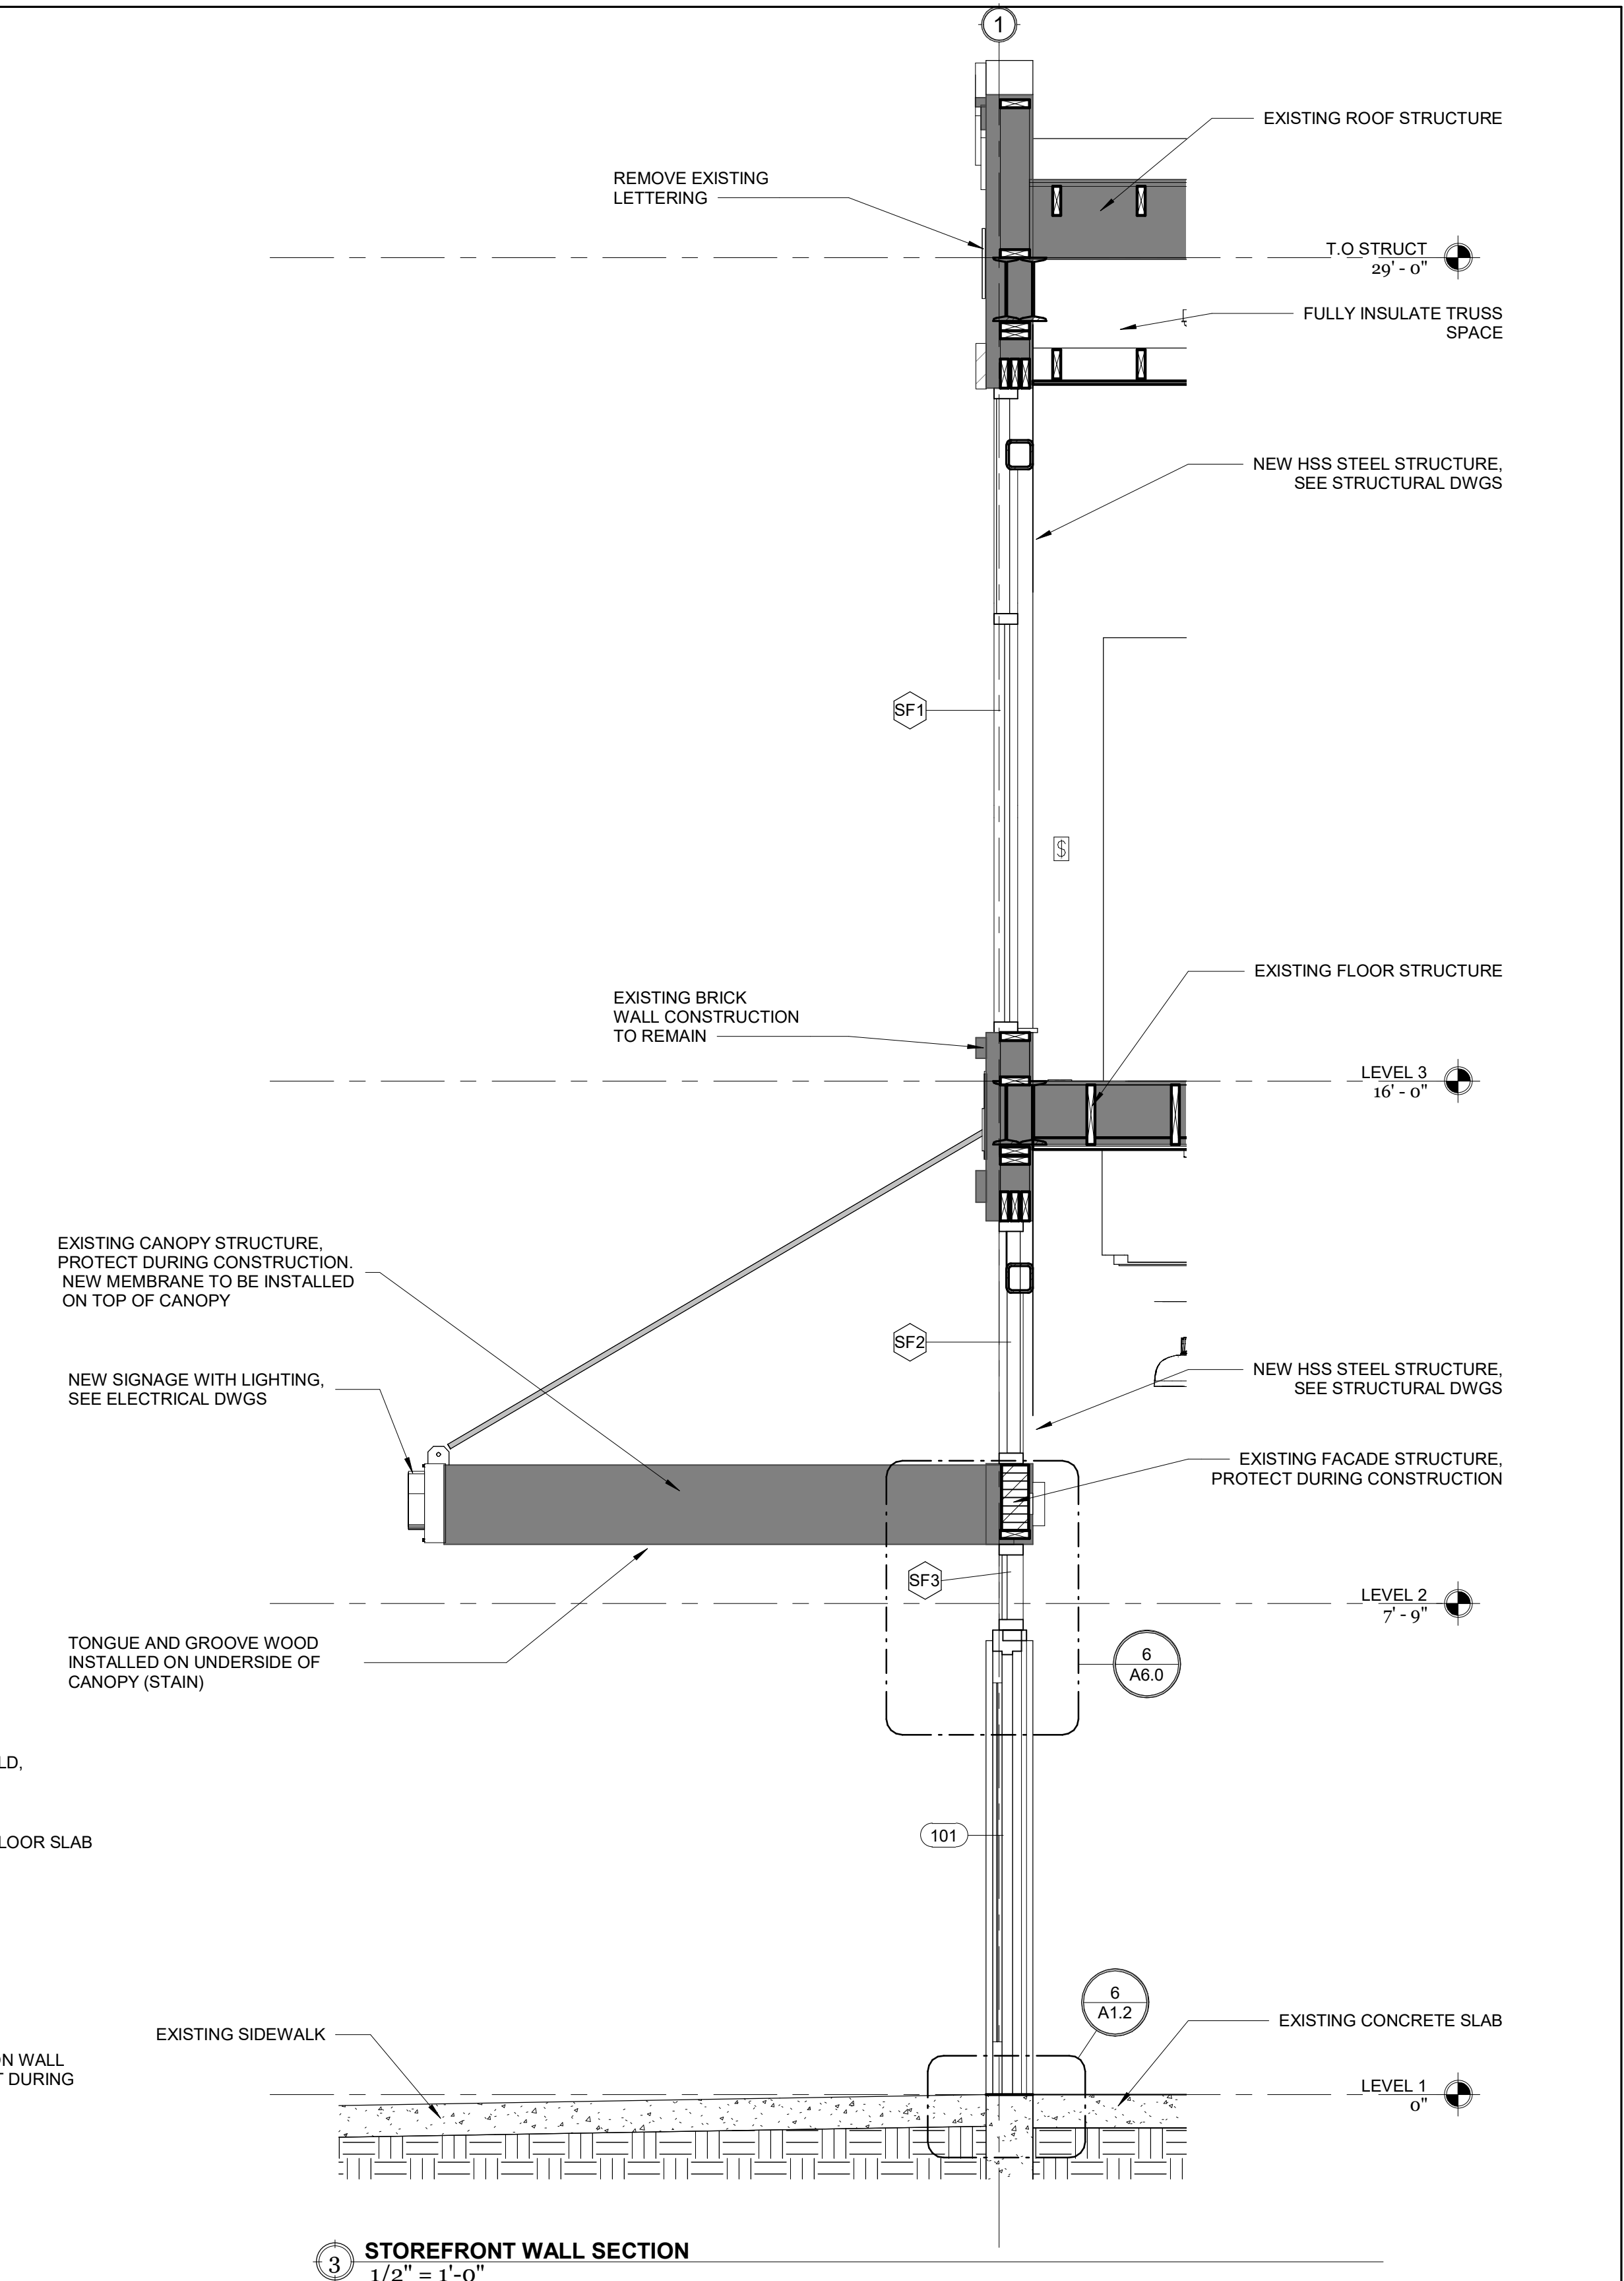 1
EXISTING ROOF STRUCTURE
REMOVE EXISTING
LETTERING
T.O STRUCT
29' - 0"
FULLY INSULATE TRUSS
SPACE
NEW HSS STEEL STRUCTURE,
SEE STRUCTURAL DWGS
SF1
$
EXISTING FLOOR STRUCTURE
EXISTING BRICK
WALL CONSTRUCTION
TO REMAIN
LEVEL 3
16' - 0"
EXISTING CANOPY STRUCTURE,
PROTECT DURING CONSTRUCTION.
NEW MEMBRANE TO BE INSTALLED
ON TOP OF CANOPY
SF2
NEW SIGNAGE WITH LIGHTING,
SEE ELECTRICAL DWGS
NEW HSS STEEL STRUCTURE,
SEE STRUCTURAL DWGS
EXISTING FACADE STRUCTURE,
PROTECT DURING CONSTRUCTION
SF3
LEVEL 2
7' - 9"
TONGUE AND GROOVE WOOD
INSTALLED ON UNDERSIDE OF
CANOPY (STAIN)
6
A6.0
LD,
LOOR SLAB
101
6
A1.2
EXISTING SIDEWALK
EXISTING CONCRETE SLAB
ON WALL
T DURING
LEVEL 1
0"
3
STOREFRONT WALL SECTION
1/2" = 1'-0"